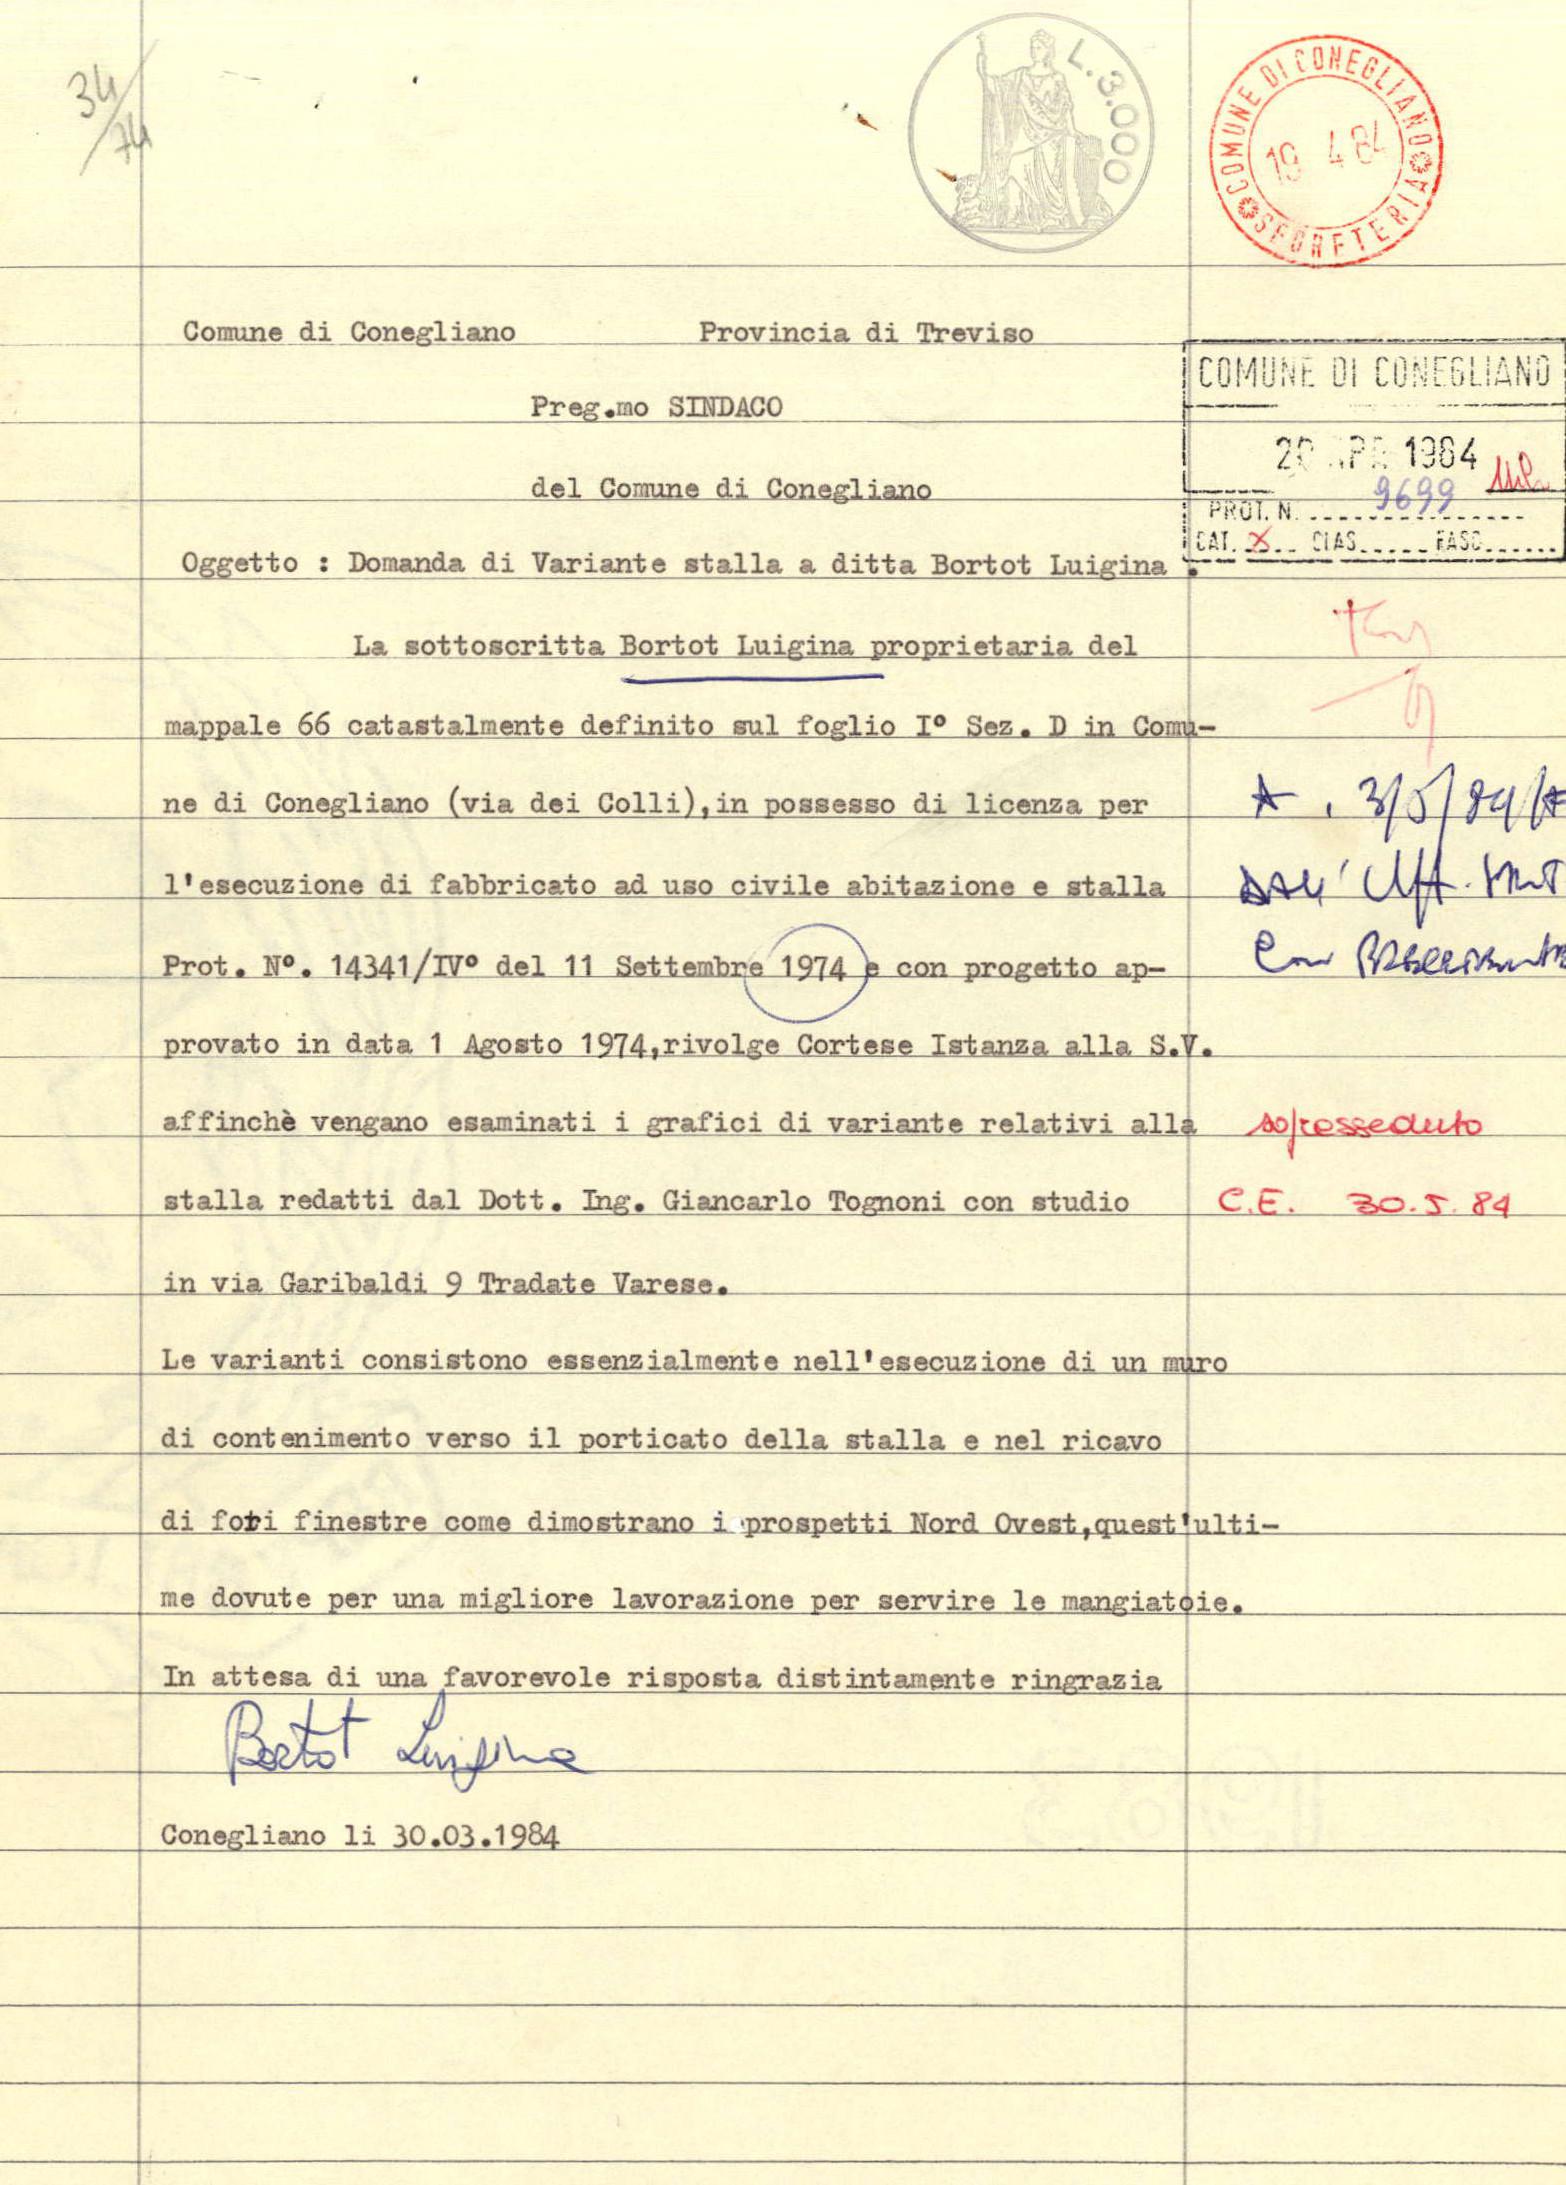 34/74
L.3.000
COMUNE DI CONEGLIANO
19 4 84
SEGRETERIA
Comune di Conegliano Provincia di Treviso
COMUNE DI CONEGLIANO
Preg.mo SINDACO
20 APR 1984
del Comune di Conegliano
PROT. N. 9699
CAT. X CLAS. FASC.
Oggetto : Domanda di Variante stalla a ditta Bortot Luigina .
La sottoscritta Bortot Luigina proprietaria del
mappale 66 catastalmente definito sul foglio I° Sez. D in Comu-
ne di Conegliano (via dei Colli),in possesso di licenza per
3/5/84
l'esecuzione di fabbricato ad uso civile abitazione e stalla
Dall' Uff.
Prot. N°. 14341/IV° del 11 Settembre 1974 e con progetto ap-
con
provato in data 1 Agosto 1974,rivolge Cortese Istanza alla S.V.
affinchè vengano esaminati i grafici di variante relativi alla
soprasseduto
stalla redatti dal Dott. Ing. Giancarlo Tognoni con studio
C.E. 30.5.84
in via Garibaldi 9 Tradate Varese.
Le varianti consistono essenzialmente nell'esecuzione di un muro
di contenimento verso il porticato della stalla e nel ricavo
di fori finestre come dimostrano i prospetti Nord Ovest,quest'ulti-
me dovute per una migliore lavorazione per servire le mangiatoie.
In attesa di una favorevole risposta distintamente ringrazia
Bortot Luigina
Conegliano li 30.03.1984